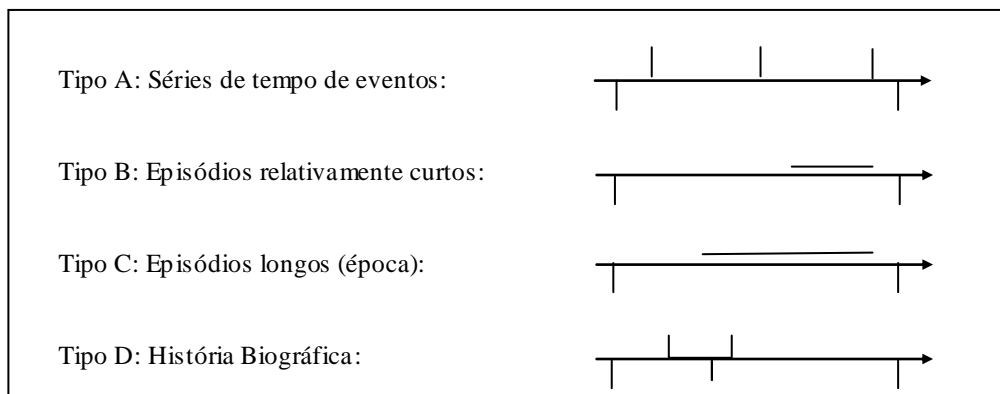 Tipo A: Séries de tempo de eventos:
Tipo B: Episódios relativamente curtos:
Tipo C: Episódios longos (época):
Tipo D: História Biográfica: